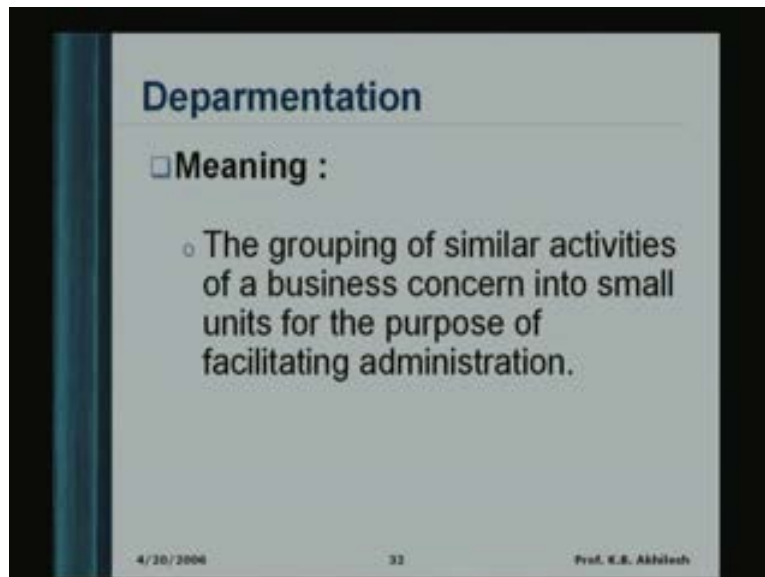 Deparmentation
Meaning :
The grouping of similar activities
of a business concern into small
units for the purpose of
facilitating administration.
4/20/2006 32 Prof. K.B. Akhilesh